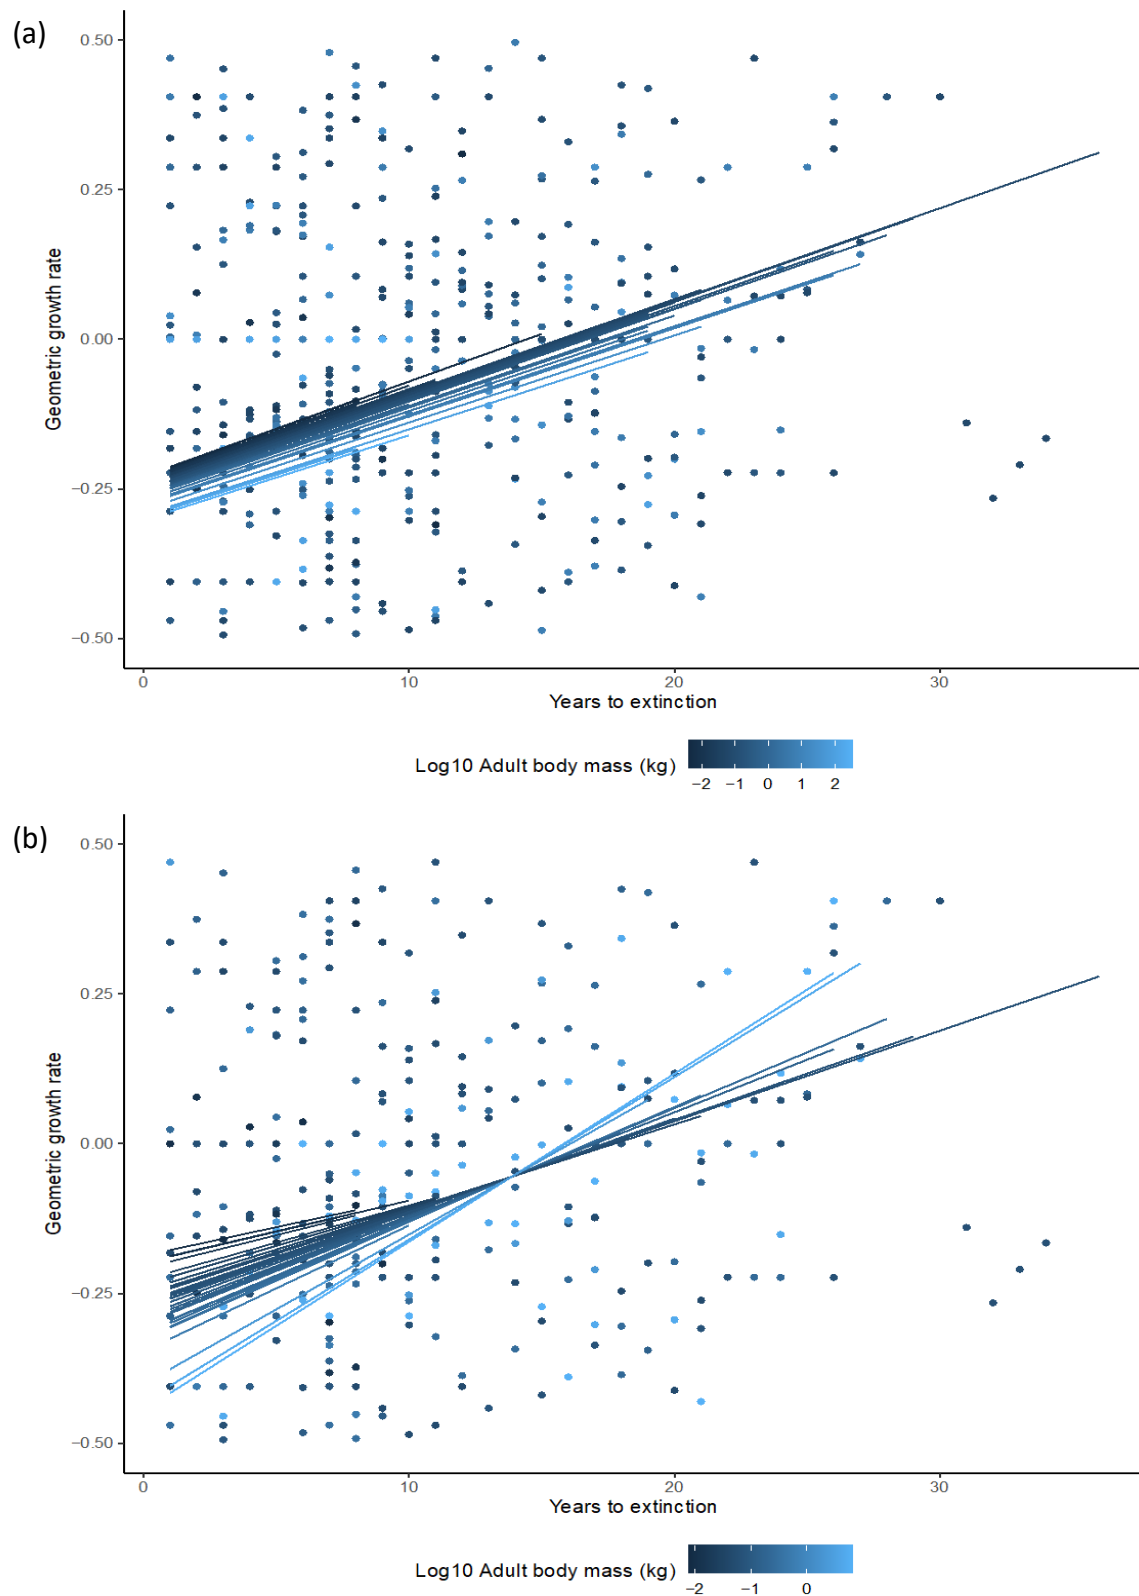 (a)
Geometric growth rate
0.50
0.25
0.00
−0.25
−0.50
0 10 20 30
Years to extinction
Log10 Adult body mass (kg)
−2 −1 0 1 2
(b)
Geometric growth rate
0.50
0.25
0.00
−0.25
−0.50
0 10 20 30
Years to extinction
Log10 Adult body mass (kg)
−2 −1 0